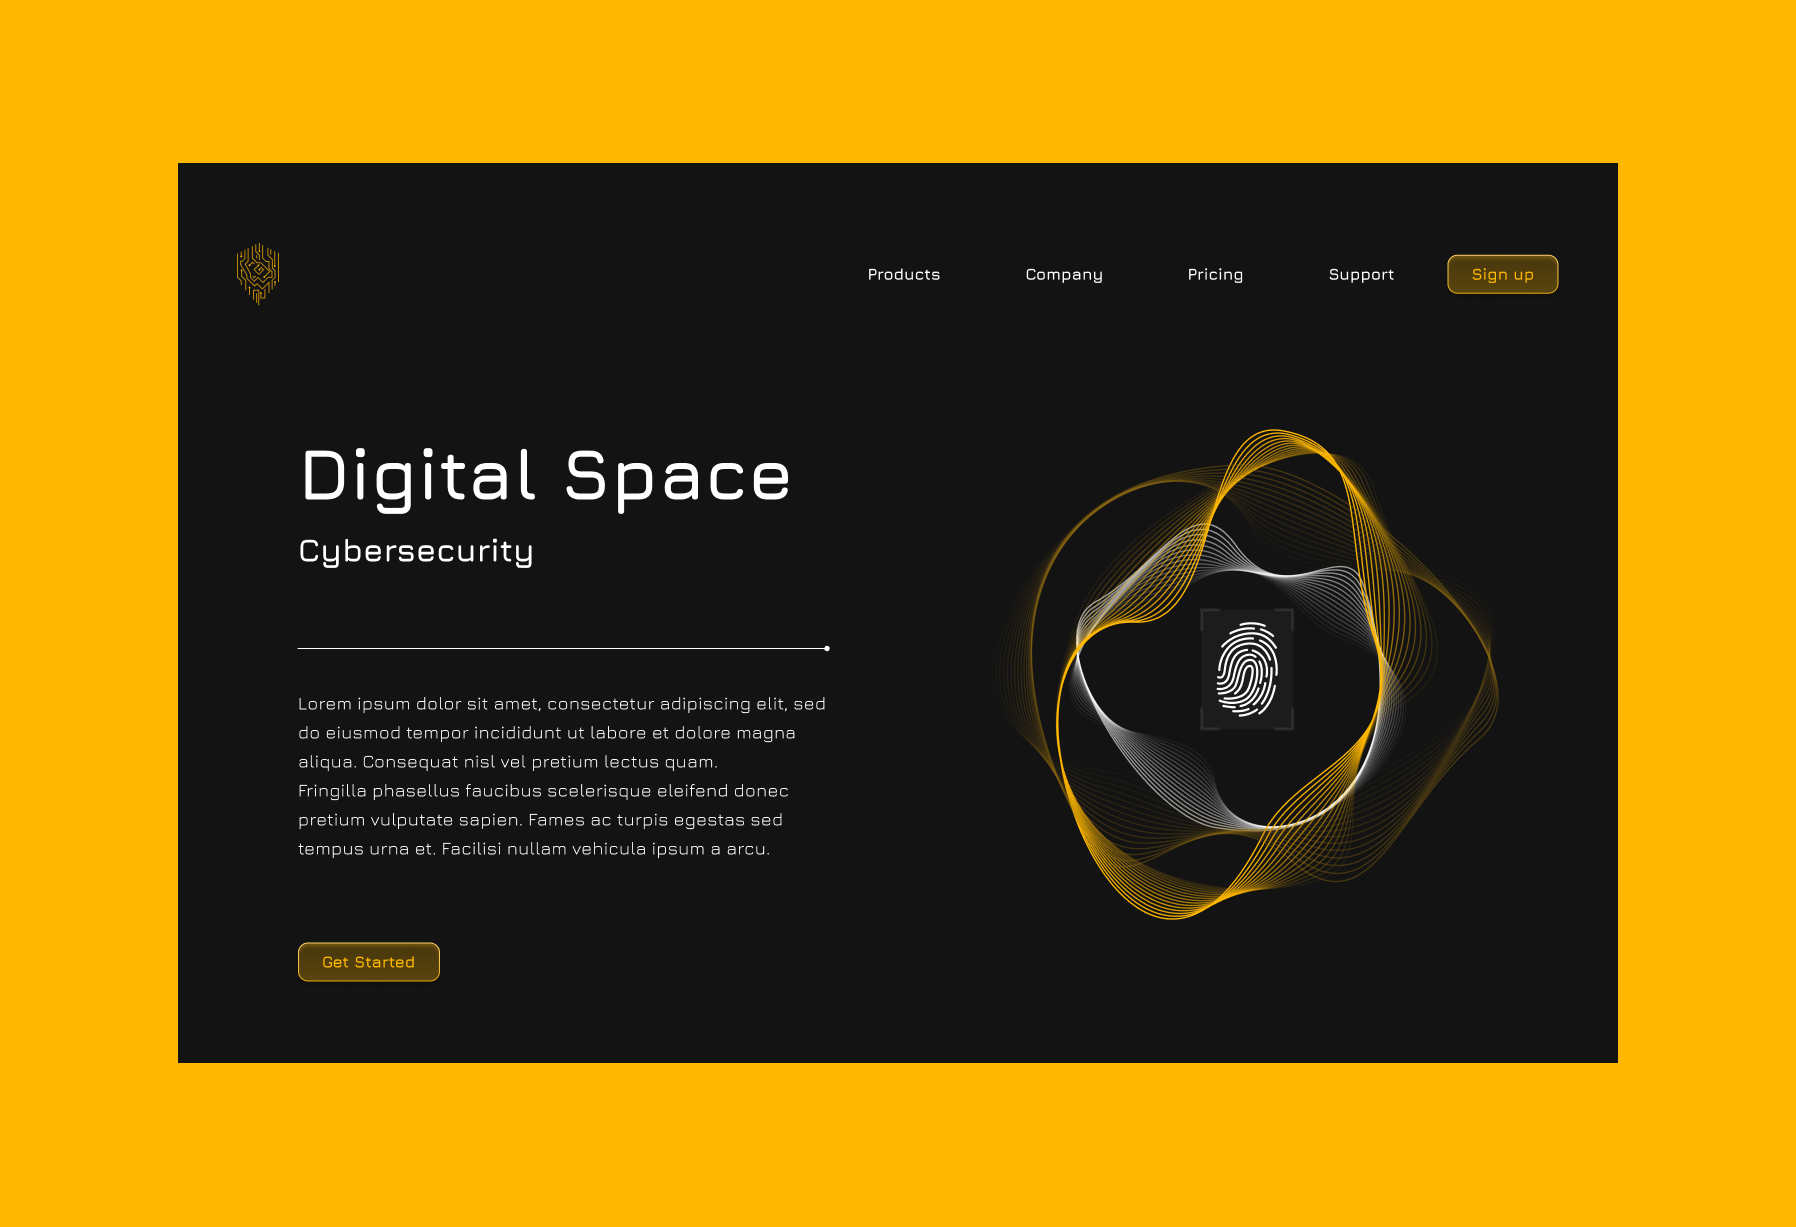 Products
Company
Pricing
Support
Sign up
Digital Space
Cybersecurity
Lorem ipsum dolor sit amet, consectetur adipiscing elit, sed
do eiusmod tempor incididunt ut labore et dolore magna
aliqua. Consequat nisl vel pretium lectus quam.
Fringilla phasellus faucibus scelerisque eleifend donec
pretium vulputate sapien. Fames ac turpis egestas sed
tempus urna et. Facilisi nullam vehicula ipsum a arcu.
Get Started